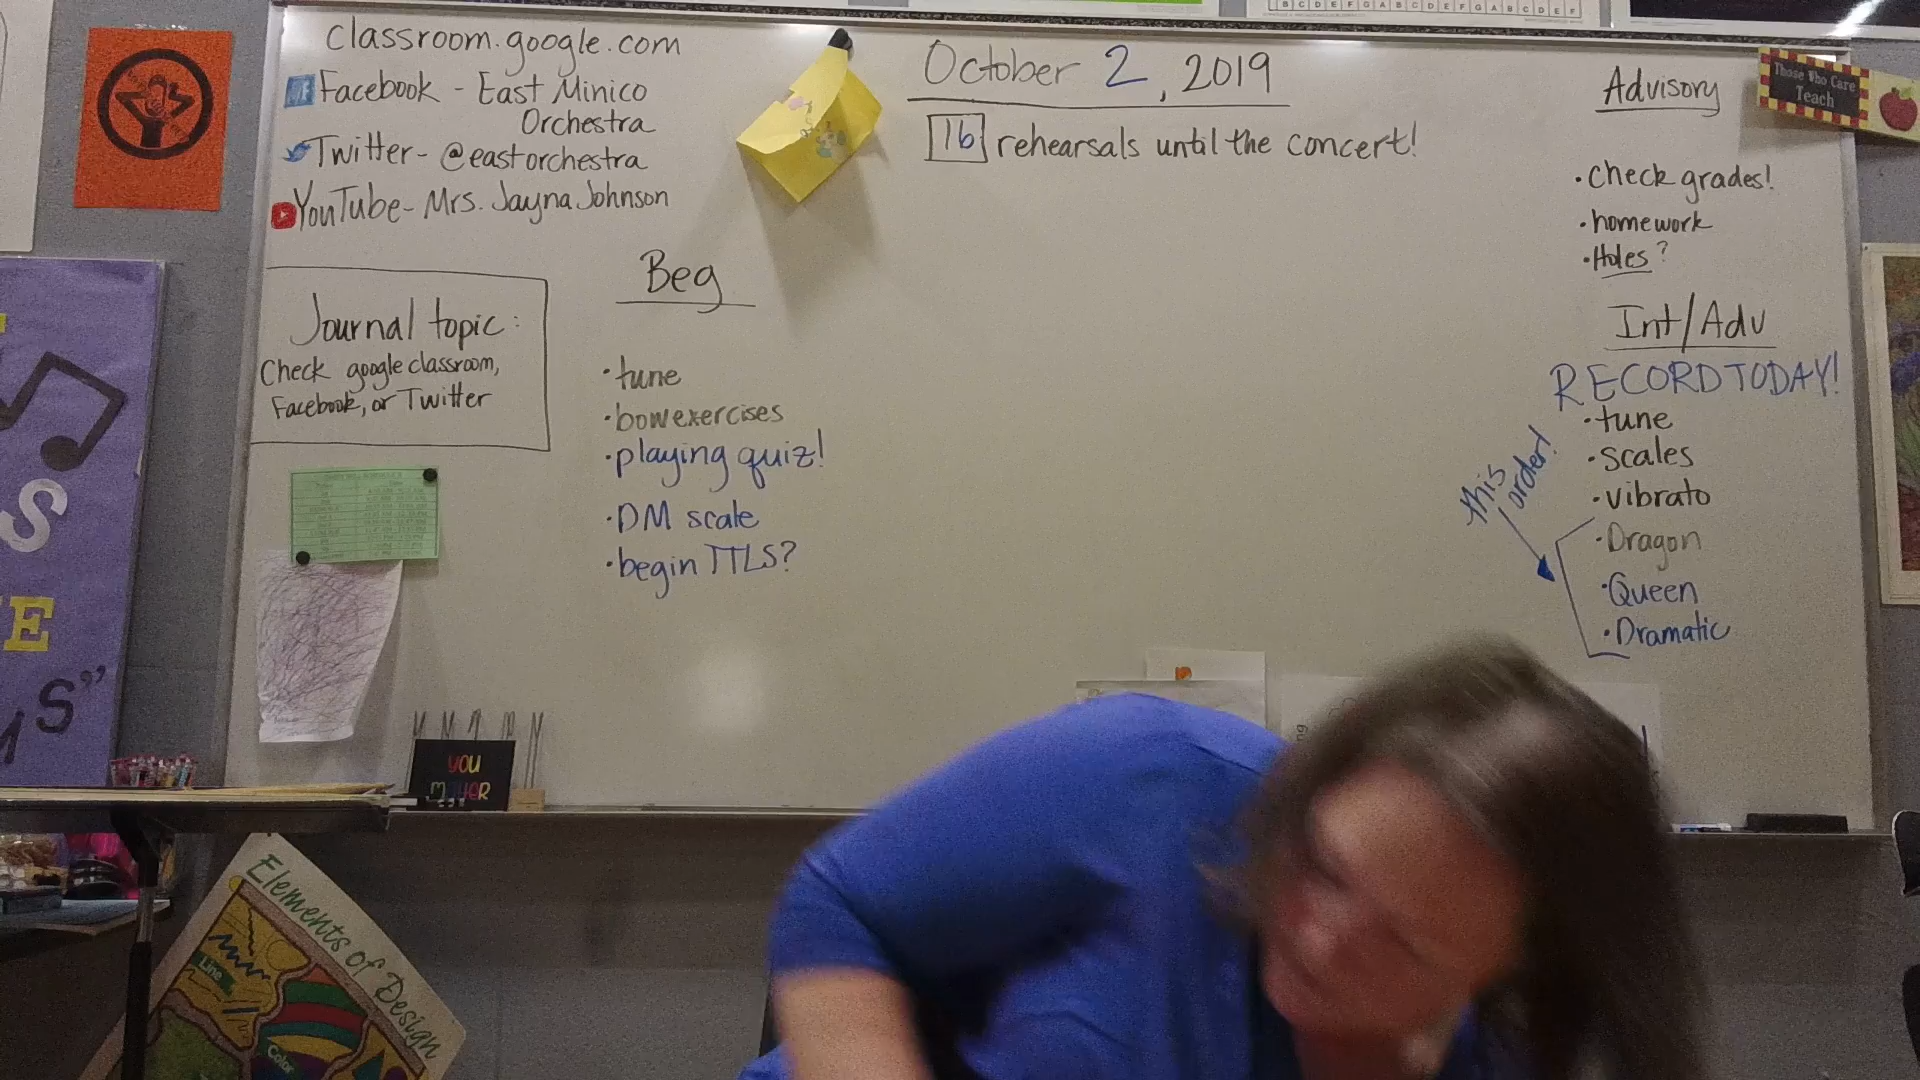 classroom.google.com
Facebook - East Minico
Orchestra
Twitter- @eastorchestra
YouTube- Mrs. Jayna Johnson
October 2, 2019
16 rehearsals until the concert!
Advisory
• check grades!
• homework
• Holes?
Those Who Care
Teach
Journal topic:
Check google classroom,
Facebook, or Twitter
Beg
• tune
• bow exercises
• playing quiz!
• DM scale
• begin TTLS?
Int/Adv
RECORD TODAY!
• tune
• scales
• vibrato
• Dragon
• Queen
• Dramatic
this
order!
S
E
S"
YOU
Elements of Design
Line
Color
B C D E F G A B C D E F G A B C D E F